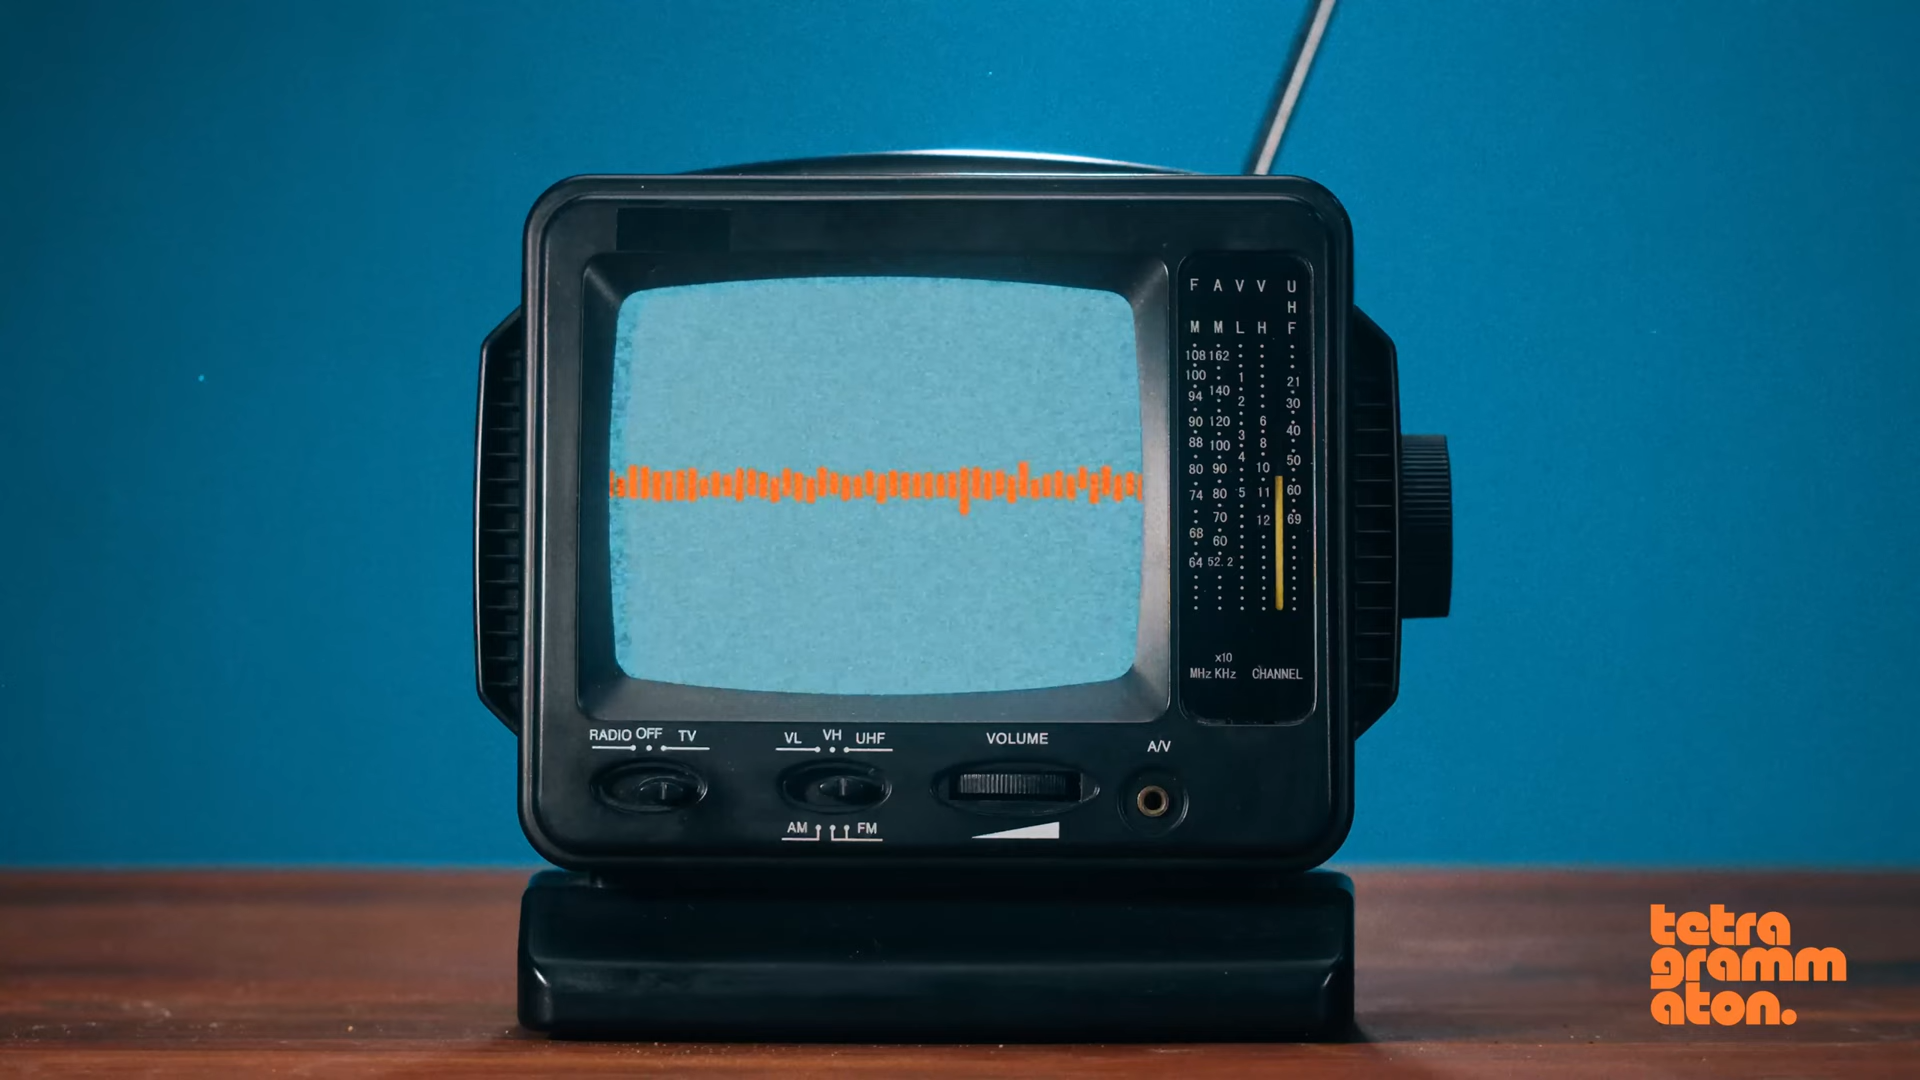 F A V V U
H
M M L H F
108 162
100
1
21
140
94
2
30
90 120
6
40
3
88 100
8
4
50
80 90
10
74 80 5 11 60
70
12 69
68
60
64 52.2
x10
MHz KHz CHANNEL
RADIO OFF TV
VL VH UHF
VOLUME
A/V
AM FM
tetra
gramm
aton.